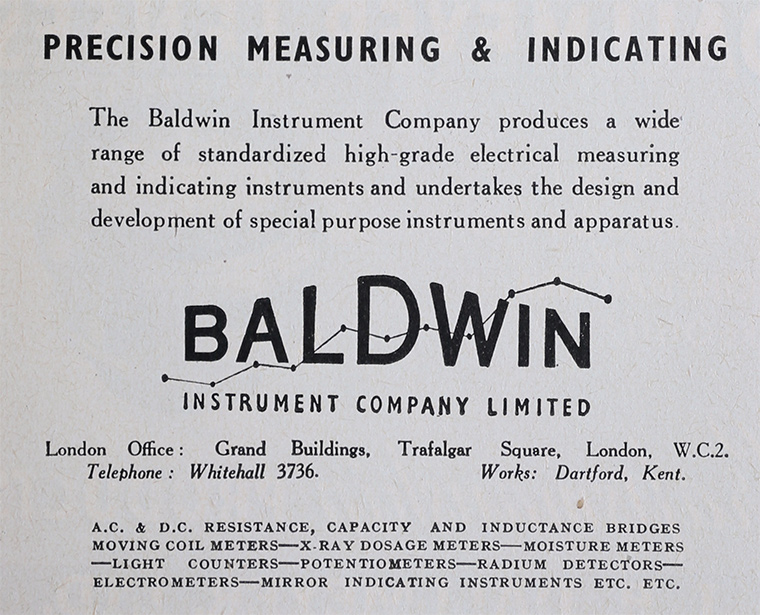 PRECISION MEASURING & INDICATING
The Baldwin Instrument Company produces a wide
range of standardized high-grade electrical measuring
and indicating instruments and undertakes the design and
development of special purpose instruments and apparatus.
BALDWIN
INSTRUMENT COMPANY LIMITED
London Office: Grand Buildings, Trafalgar Square, London, W.C.2.
Telephone: Whitehall 3736. Works: Dartford, Kent.
A.C. & D.C. RESISTANCE, CAPACITY AND INDUCTANCE BRIDGES
MOVING COIL METERS—X-RAY DOSAGE METERS—MOISTURE METERS
—LIGHT COUNTERS—POTENTIOMETERS—RADIUM DETECTORS—
ELECTROMETERS—MIRROR INDICATING INSTRUMENTS ETC. ETC.